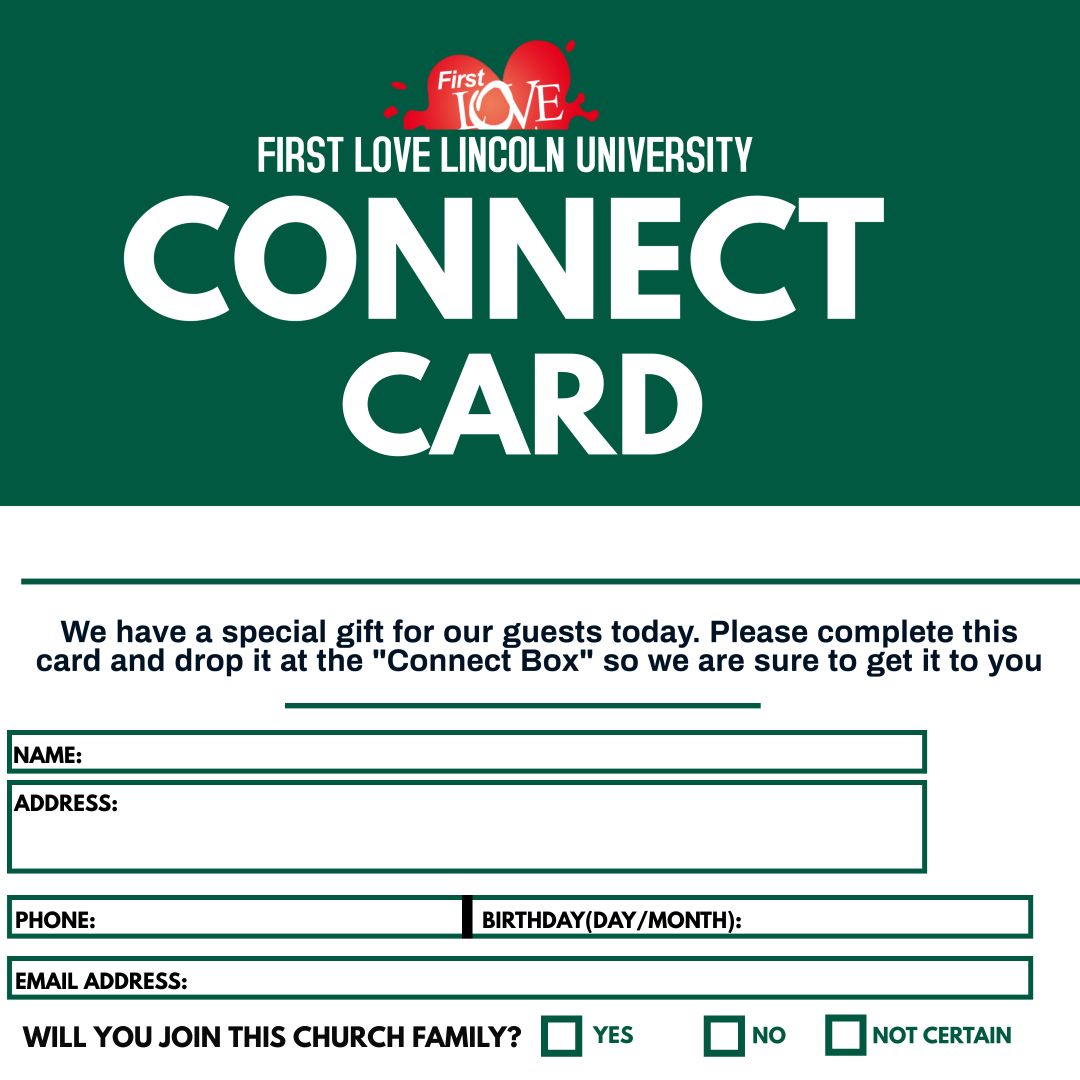 First
LOVE
FIRST LOVE LINCOLN UNIVERSITY
CONNECT
CARD
We have a special gift for our guests today. Please complete this
card and drop it at the "Connect Box" so we are sure to get it to you
NAME:
ADDRESS:
PHONE: BIRTHDAY(DAY/MONTH):
EMAIL ADDRESS:
WILL YOU JOIN THIS CHURCH FAMILY? YES NO NOT CERTAIN